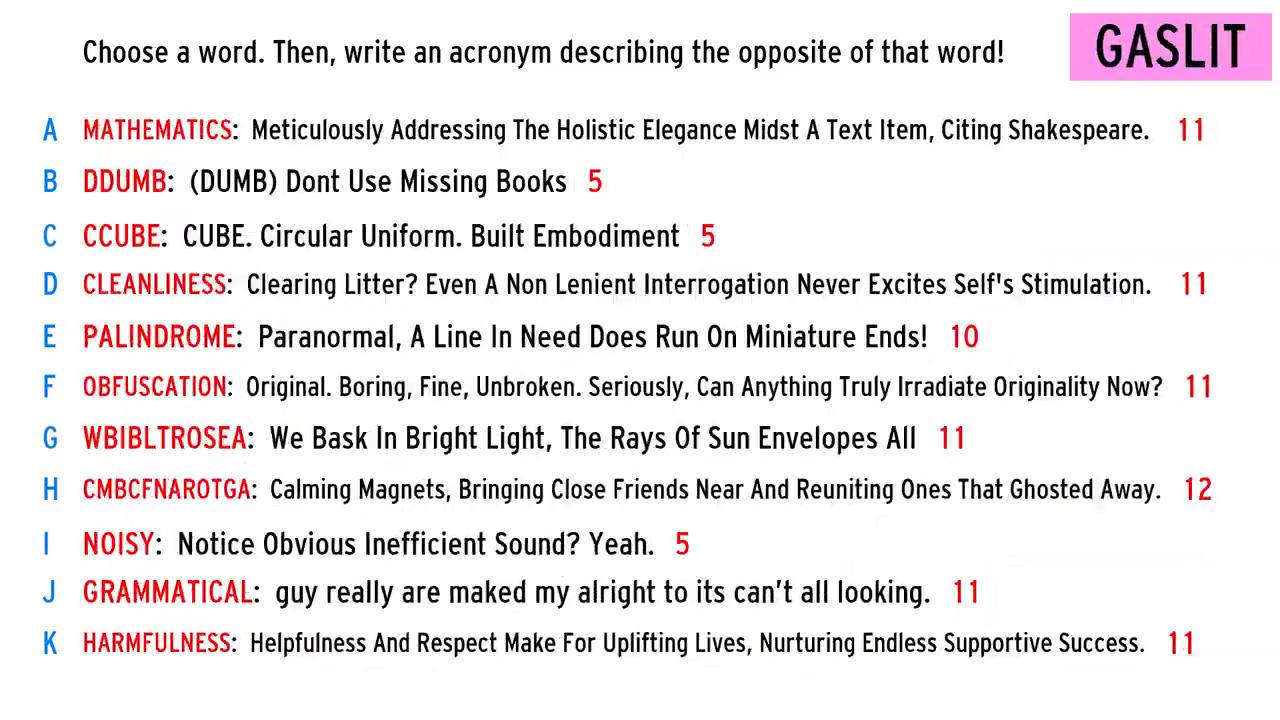 Choose a word. Then, write an acronym describing the opposite of that word!
GASLIT
A MATHEMATICS: Meticulously Addressing The Holistic Elegance Midst A Text Item, Citing Shakespeare. 11
B DDUMB: (DUMB) Dont Use Missing Books 5
C CCUBE: CUBE. Circular Uniform. Built Embodiment 5
D CLEANLINESS: Clearing Litter? Even A Non Lenient Interrogation Never Excites Self's Stimulation. 11
E PALINDROME: Paranormal, A Line In Need Does Run On Miniature Ends! 10
F OBFUSCATION: Original. Boring, Fine, Unbroken. Seriously, Can Anything Truly Irradiate Originality Now? 11
G WBIBLTROSEA: We Bask In Bright Light, The Rays Of Sun Envelopes All 11
H CMBCFNAROTGA: Calming Magnets, Bringing Close Friends Near And Reuniting Ones That Ghosted Away. 12
I NOISY: Notice Obvious Inefficient Sound? Yeah. 5
J GRAMMATICAL: guy really are maked my alright to its can't all looking. 11
K HARMFULNESS: Helpfulness And Respect Make For Uplifting Lives, Nurturing Endless Supportive Success. 11